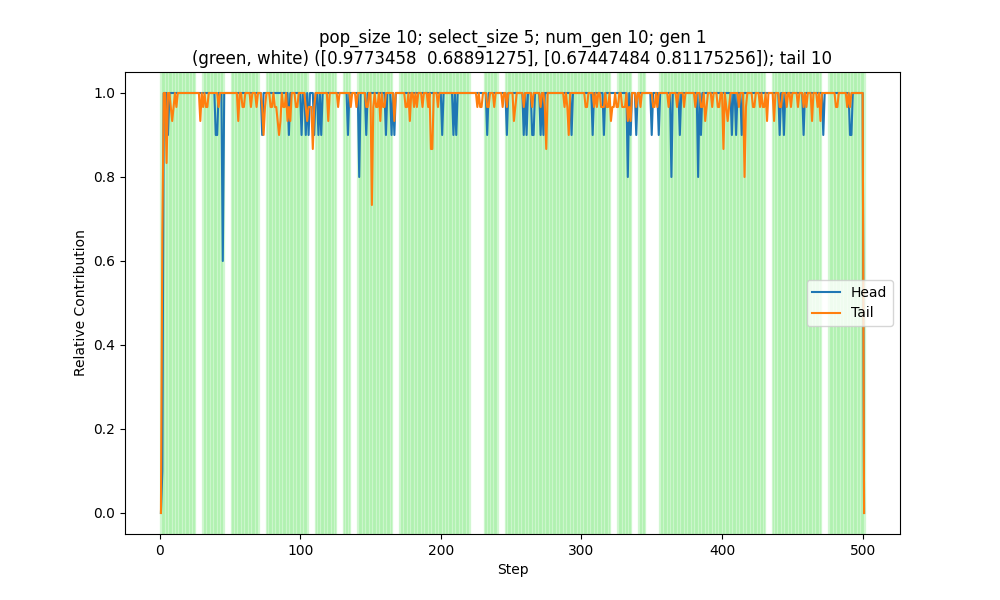 pop_size 10; select_size 5; num_gen 10; gen 1
(green, white) ([0.9773458  0.68891275], [0.67447484 0.81175256]); tail 10
1.0
0.8
0.6
0.4
0.2
0.0
Relative Contribution
Head
Tail
0
100
200
300
400
500
Step